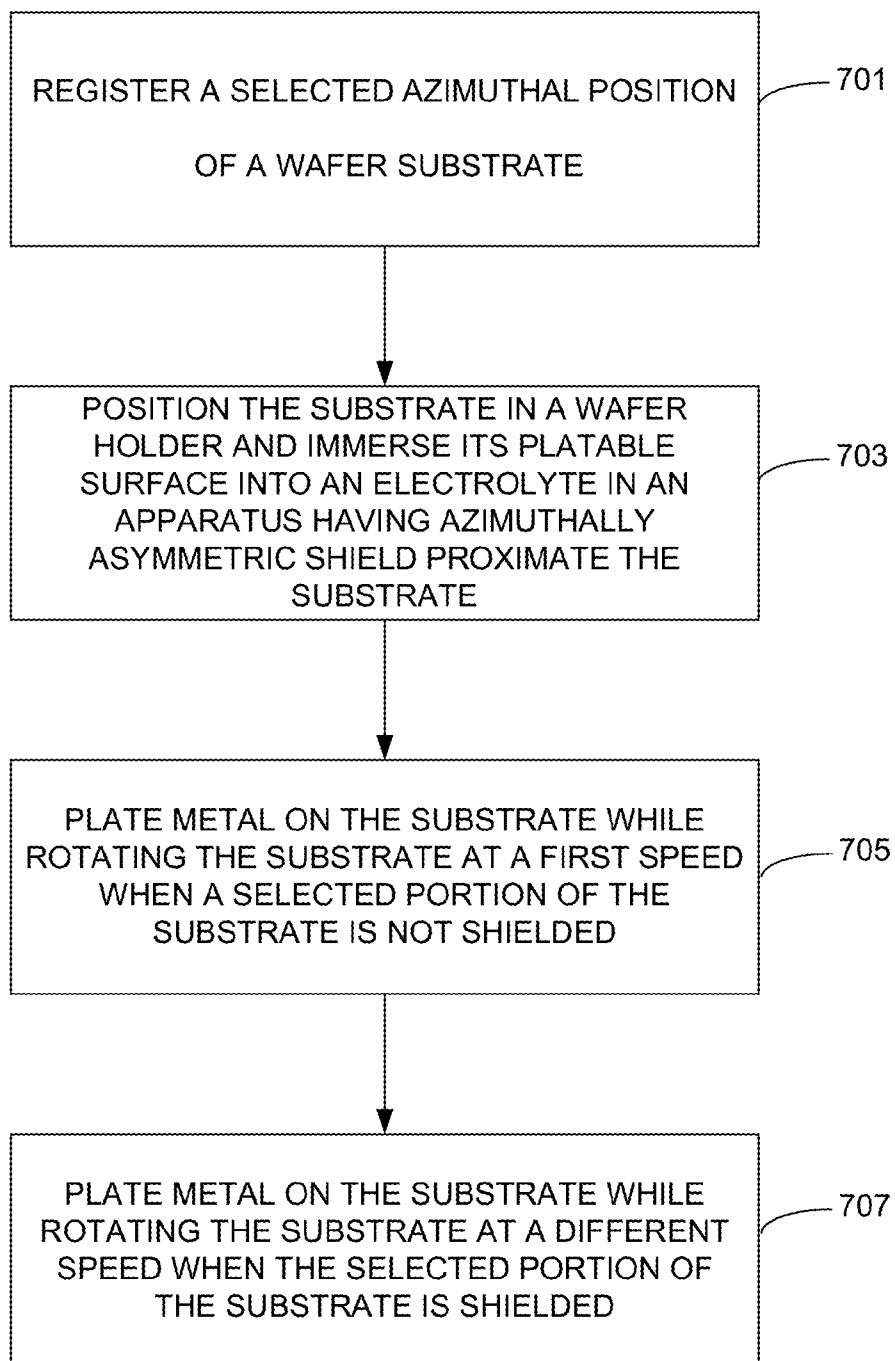 REGISTER A SELECTED AZIMUTHAL POSITION
OF A WAFER SUBSTRATE
701
POSITION THE SUBSTRATE IN A WAFER
HOLDER AND IMMERSE ITS PLATABLE
SURFACE INTO AN ELECTROLYTE IN AN
APPARATUS HAVING AZIMUTHALLY
ASYMMETRIC SHIELD PROXIMATE THE
SUBSTRATE
703
PLATE METAL ON THE SUBSTRATE WHILE
ROTATING THE SUBSTRATE AT A FIRST SPEED
WHEN A SELECTED PORTION OF THE
SUBSTRATE IS NOT SHIELDED
705
PLATE METAL ON THE SUBSTRATE WHILE
ROTATING THE SUBSTRATE AT A DIFFERENT
SPEED WHEN THE SELECTED PORTION OF
THE SUBSTRATE IS SHIELDED
707